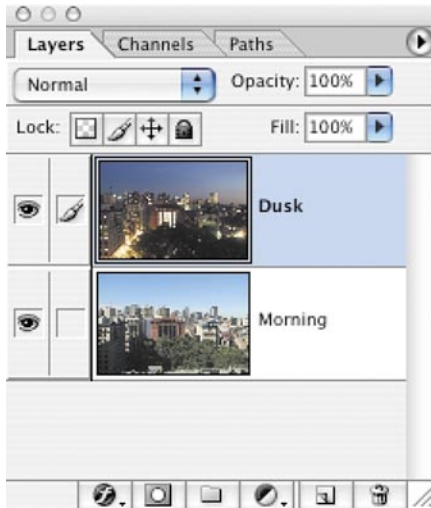 Layers Channels Paths
Normal Opacity: 100%
Lock: Fill: 100%
Dusk
Morning